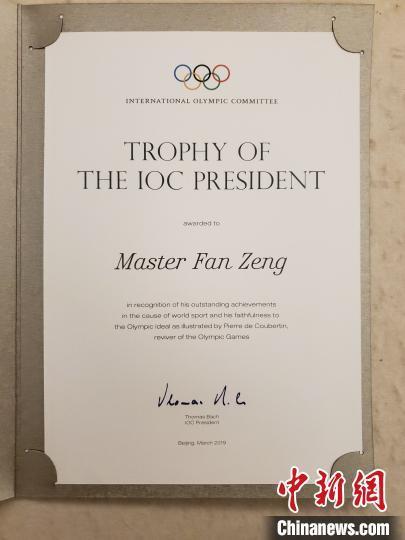 INTERNATIONAL OLYMPIC COMMITTEE
TROPHY OF
THE IOC PRESIDENT
awarded to
Master Fan Zeng
in recognition of his outstanding achievements
in the cause of world sport and his faithfulness to
the Olympic ideal as illustrated by Pierre de Coubertin,
reviver of the Olympic Games
Thomas Bach
IOC President
Beijing, March 2019
中新网
Chinanews.com